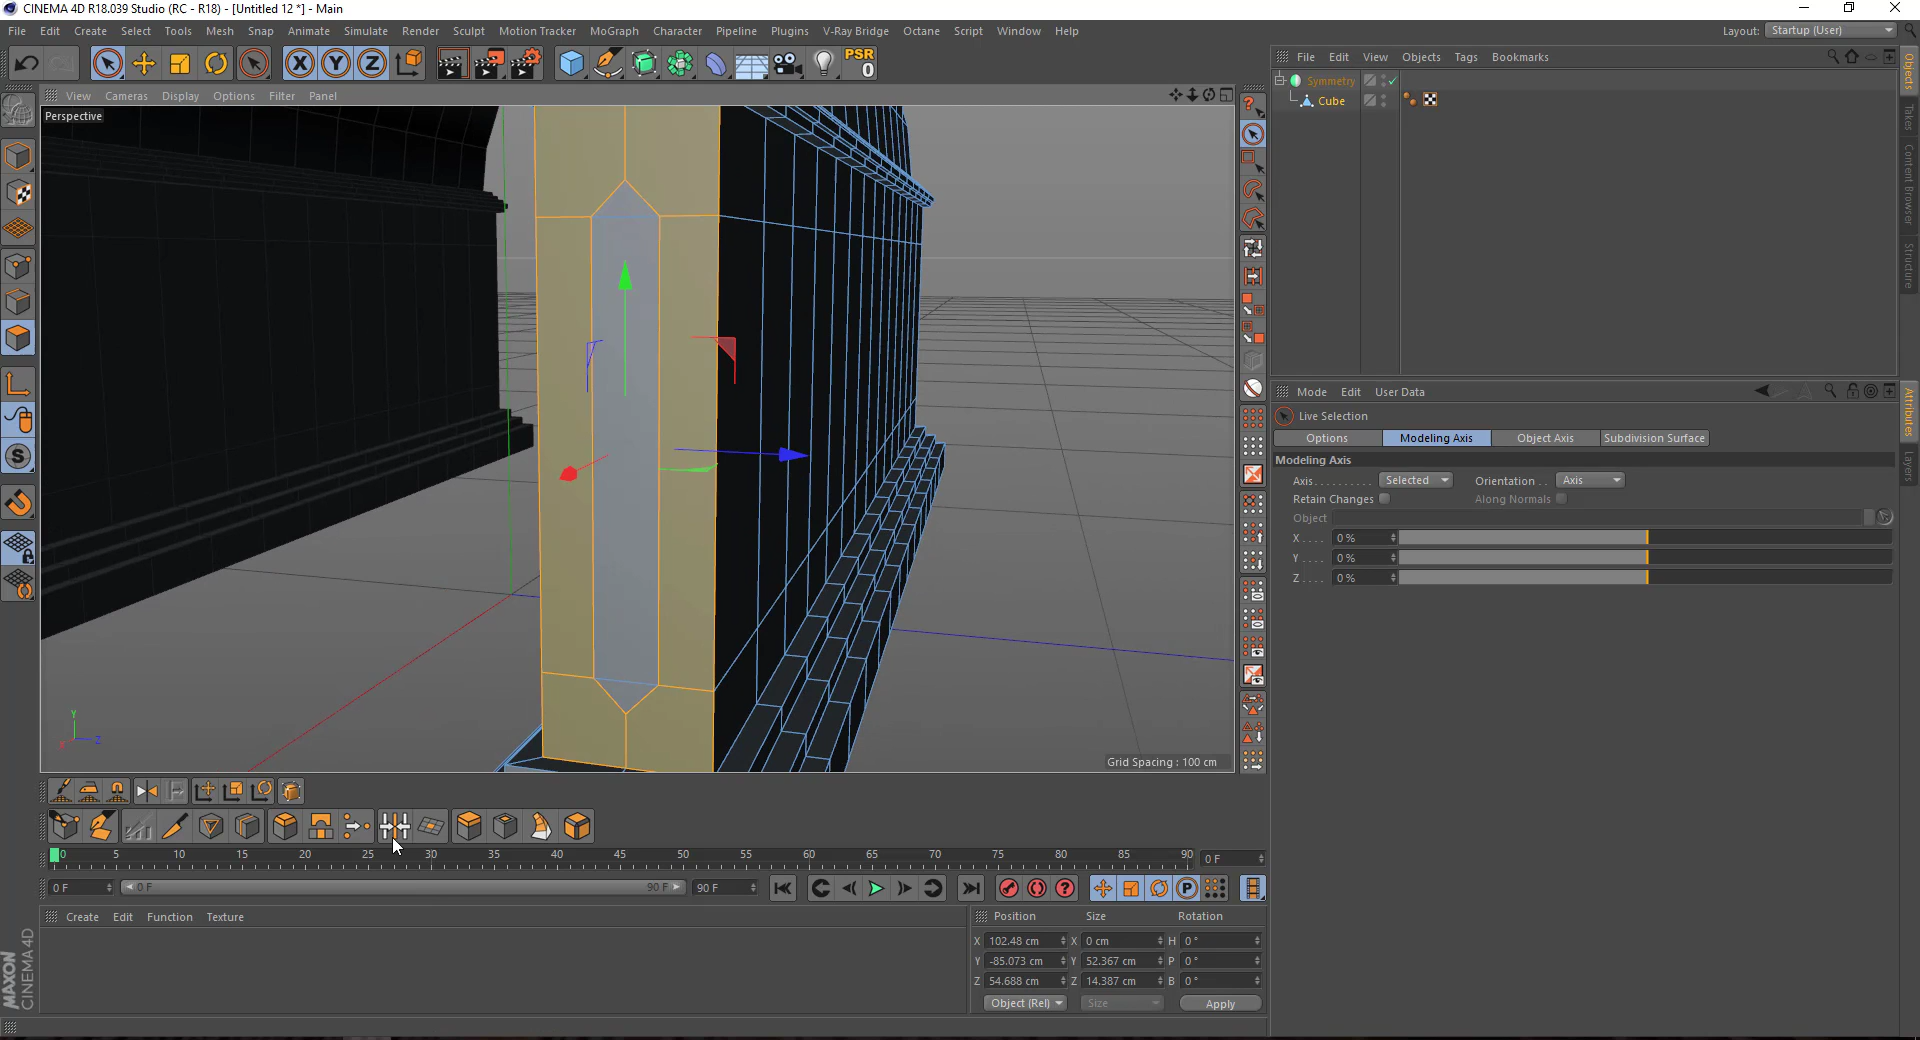 CINEMA 4D R18.039 Studio (RC - R18) - [Untitled 12 *] - Main
File Edit Create Select Tools Mesh Snap Animate Simulate Render Sculpt Motion Tracker MoGraph Character Pipeline Plugins V-Ray Bridge Octane Script Window Help
Layout: Startup (User)
X Y Z PSR
0
File Edit View Objects Tags Bookmarks
View Cameras Display Options Filter Panel
Perspective
Symmetry
Cube
Objects
Takes
Content Browser
Structure
Mode Edit User Data
Live Selection
Options Modeling Axis Object Axis Subdivision Surface
Modeling Axis
Axis.......... Selected Orientation . . Axis
Retain Changes Along Normals
Object
X . . . . 0 %
Y . . . . 0 %
Z . . . . 0 %
Attributes
Layers
S
Y
Z
Grid Spacing : 100 cm
0 5 10 15 20 25 30 35 40 45 50 55 60 65 70 75 80 85 90 0 F
0 F 0 F 90 F 90 F P
Create Edit Function Texture
Position Size Rotation
X 102.48 cm X 0 cm H 0 °
Y -85.073 cm Y 52.367 cm P 0 °
Z 54.688 cm Z 14.387 cm B 0 °
Object (Rel) Size Apply
MAXON
CINEMA 4D